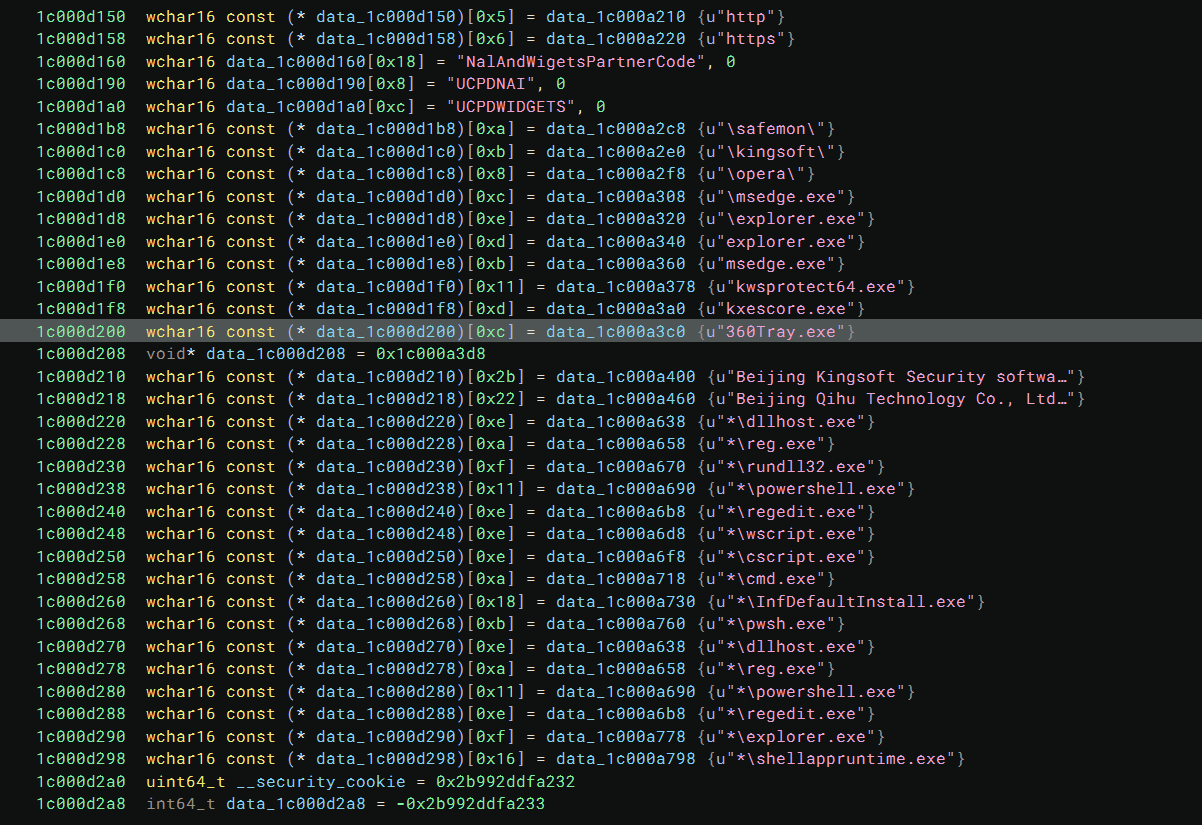 1c000d150 wchar16 const (* data_1c000d150)[0x5] = data_1c000a210 {u"http"}
1c000d158 wchar16 const (* data_1c000d158)[0x6] = data_1c000a220 {u"https"}
1c000d160 wchar16 data_1c000d160[0x18] = "NalAndWigetsPartnerCode", 0
1c000d190 wchar16 data_1c000d190[0x8] = "UCPDNAI", 0
1c000d1a0 wchar16 data_1c000d1a0[0xc] = "UCPDWIDGETS", 0
1c000d1b8 wchar16 const (* data_1c000d1b8)[0xa] = data_1c000a2c8 {u"\safemon\"}
1c000d1c0 wchar16 const (* data_1c000d1c0)[0xb] = data_1c000a2e0 {u"\kingsoft\"}
1c000d1c8 wchar16 const (* data_1c000d1c8)[0x8] = data_1c000a2f8 {u"\opera\"}
1c000d1d0 wchar16 const (* data_1c000d1d0)[0xc] = data_1c000a308 {u"\msedge.exe"}
1c000d1d8 wchar16 const (* data_1c000d1d8)[0xe] = data_1c000a320 {u"\explorer.exe"}
1c000d1e0 wchar16 const (* data_1c000d1e0)[0xd] = data_1c000a340 {u"explorer.exe"}
1c000d1e8 wchar16 const (* data_1c000d1e8)[0xb] = data_1c000a360 {u"msedge.exe"}
1c000d1f0 wchar16 const (* data_1c000d1f0)[0x11] = data_1c000a378 {u"kwsprotect64.exe"}
1c000d1f8 wchar16 const (* data_1c000d1f8)[0xd] = data_1c000a3a0 {u"kxescore.exe"}
1c000d200 wchar16 const (* data_1c000d200)[0xc] = data_1c000a3c0 {u"360Tray.exe"}
1c000d208 void* data_1c000d208 = 0x1c000a3d8
1c000d210 wchar16 const (* data_1c000d210)[0x2b] = data_1c000a400 {u"Beijing Kingsoft Security softwa…"}
1c000d218 wchar16 const (* data_1c000d218)[0x22] = data_1c000a460 {u"Beijing Qihu Technology Co., Ltd…"}
1c000d220 wchar16 const (* data_1c000d220)[0xe] = data_1c000a638 {u"*\dllhost.exe"}
1c000d228 wchar16 const (* data_1c000d228)[0xa] = data_1c000a658 {u"*\reg.exe"}
1c000d230 wchar16 const (* data_1c000d230)[0xf] = data_1c000a670 {u"*\rundll32.exe"}
1c000d238 wchar16 const (* data_1c000d238)[0x11] = data_1c000a690 {u"*\powershell.exe"}
1c000d240 wchar16 const (* data_1c000d240)[0xe] = data_1c000a6b8 {u"*\regedit.exe"}
1c000d248 wchar16 const (* data_1c000d248)[0xe] = data_1c000a6d8 {u"*\wscript.exe"}
1c000d250 wchar16 const (* data_1c000d250)[0xe] = data_1c000a6f8 {u"*\cscript.exe"}
1c000d258 wchar16 const (* data_1c000d258)[0xa] = data_1c000a718 {u"*\cmd.exe"}
1c000d260 wchar16 const (* data_1c000d260)[0x18] = data_1c000a730 {u"*\InfDefaultInstall.exe"}
1c000d268 wchar16 const (* data_1c000d268)[0xb] = data_1c000a760 {u"*\pwsh.exe"}
1c000d270 wchar16 const (* data_1c000d270)[0xe] = data_1c000a638 {u"*\dllhost.exe"}
1c000d278 wchar16 const (* data_1c000d278)[0xa] = data_1c000a658 {u"*\reg.exe"}
1c000d280 wchar16 const (* data_1c000d280)[0x11] = data_1c000a690 {u"*\powershell.exe"}
1c000d288 wchar16 const (* data_1c000d288)[0xe] = data_1c000a6b8 {u"*\regedit.exe"}
1c000d290 wchar16 const (* data_1c000d290)[0xf] = data_1c000a778 {u"*\explorer.exe"}
1c000d298 wchar16 const (* data_1c000d298)[0x16] = data_1c000a798 {u"*\shellappruntime.exe"}
1c000d2a0 uint64_t __security_cookie = 0x2b992ddfa232
1c000d2a8 int64_t data_1c000d2a8 = -0x2b992ddfa233